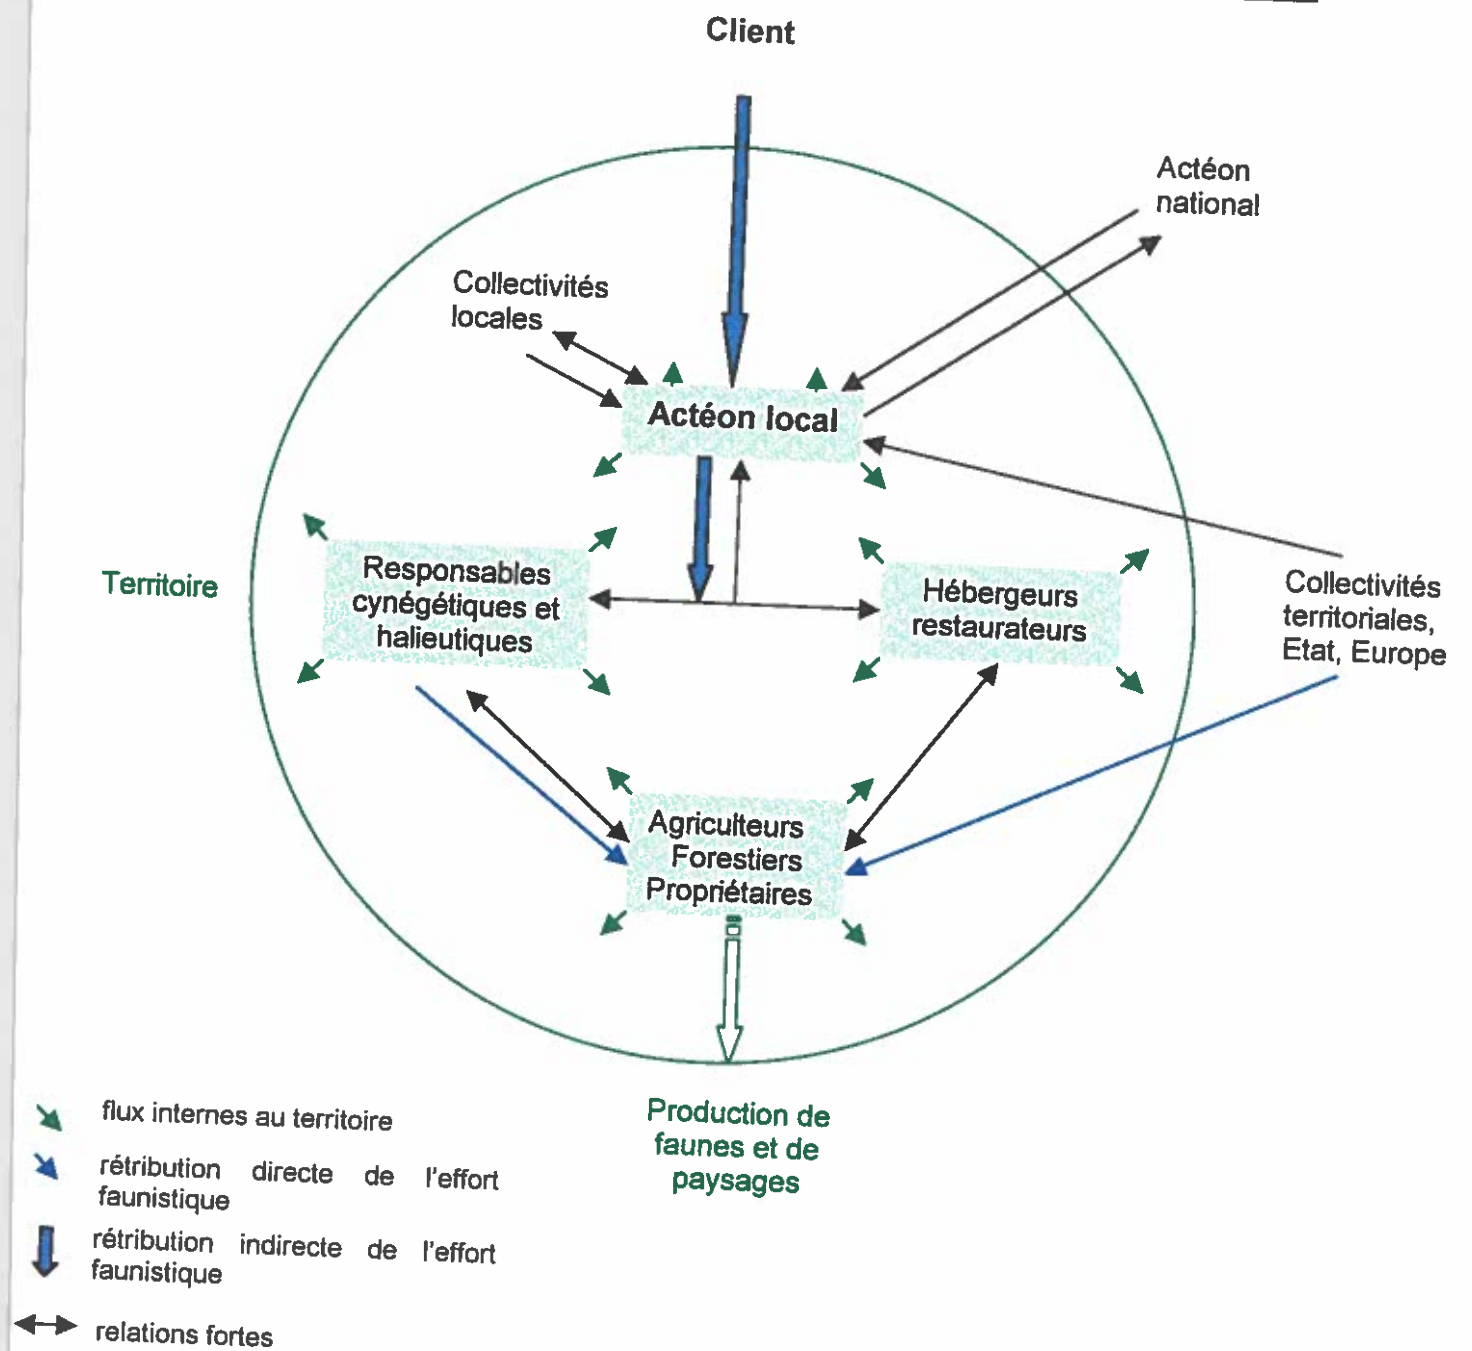 Client
Actéon
national
Collectivités
locales
Actéon local
Territoire
Responsables
cynégétiques et
halieutiques
Hébergeurs
restaurateurs
Collectivités
territoriales,
Etat, Europe
Agriculteurs
Forestiers
Propriétaires
Production de
faunes et de
paysages
flux internes au territoire
rétribution directe de l'effort
faunistique
rétribution indirecte de l'effort
faunistique
relations fortes